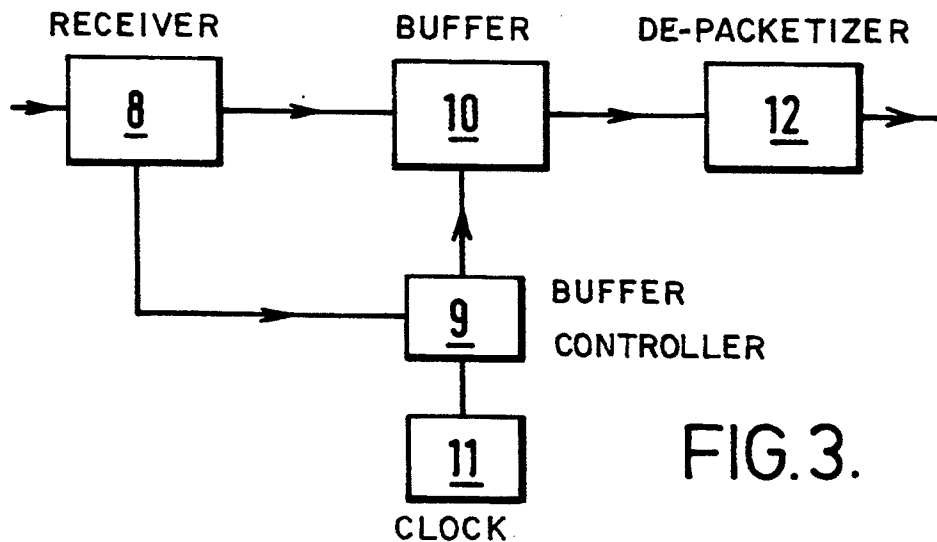 RECEIVER
BUFFER
DE-PACKETIZER
8
10
12
9
BUFFER
CONTROLLER
11
CLOCK
FIG.3.